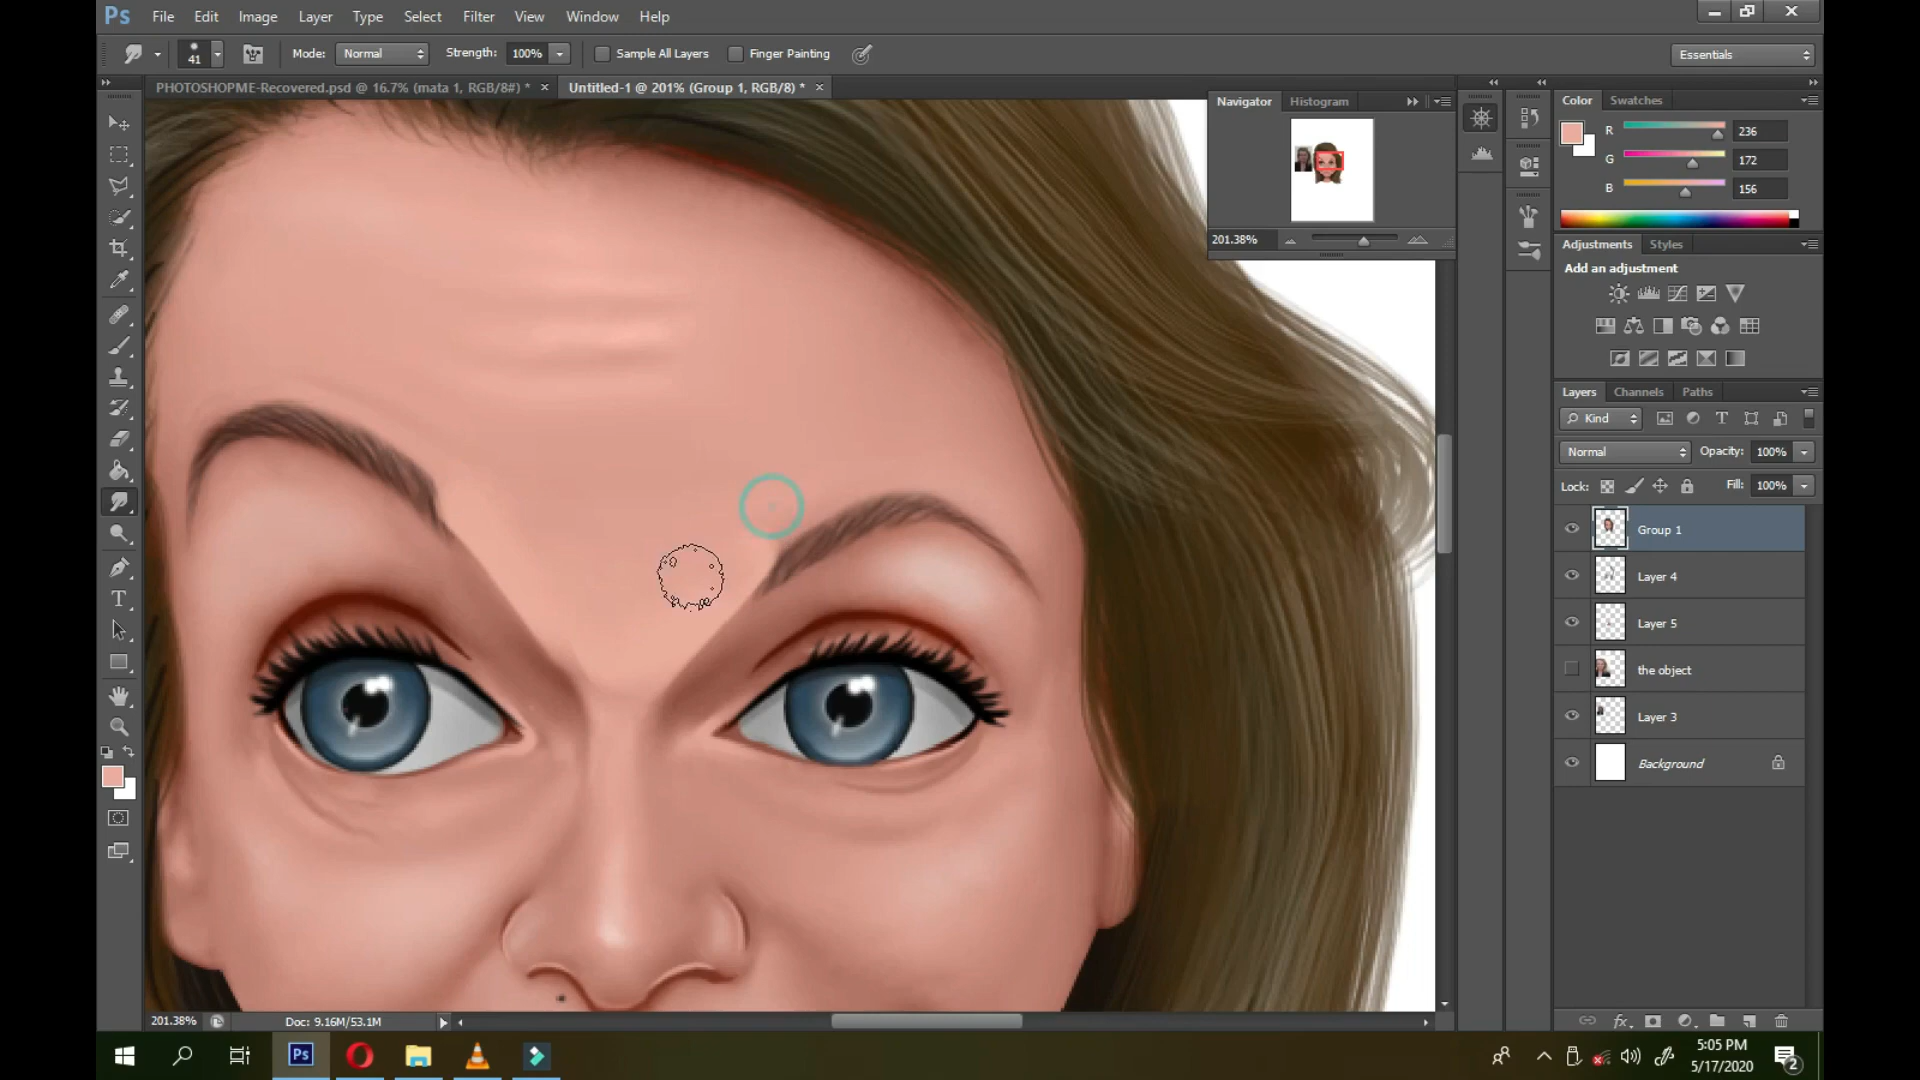 Ps File Edit Image Layer Type Select Filter View Window Help
41 Mode: Normal Strength: 100% Sample All Layers Finger Painting Essentials
PHOTOSHOPME-Recovered.psd @ 16.7% (mata 1, RGB/8#) * Untitled-1 @ 201% (Group 1, RGB/8) *
Navigator Histogram
201.38%
Color Swatches
R 236
G 172
B 156
Adjustments Styles
Add an adjustment
Layers Channels Paths
Kind
Normal Opacity: 100%
Lock: Fill: 100%
Group 1
Layer 4
Layer 5
the object
Layer 3
Background
201.38% Doc: 9.16M/53.1M
Ps
5:05 PM
5/17/2020
2